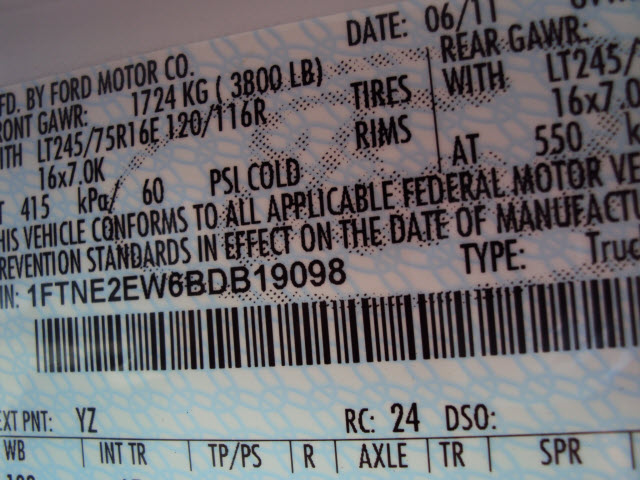 DATE: 06/11
FD. BY FORD MOTOR CO.
RONT GAWR: REAR GAWR:
1724 KG ( 3800 LB)
ITH LT245/75R16E 120/116R TIRES WITH LT245/
16x7.0K RIMS 16x7.0
T 415 kPa/ 60 PSI COLD AT 550 k
HIS VEHICLE CONFORMS TO ALL APPLICABLE FEDERAL MOTOR VE
REVENTION STANDARDS IN EFFECT ON THE DATE OF MANUFACTU
IN: 1FTNE2EW6BDB19098 TYPE: Truc
EXT PNT: YZ RC: 24 DSO:
WB INT TR TP/PS R AXLE TR SPR